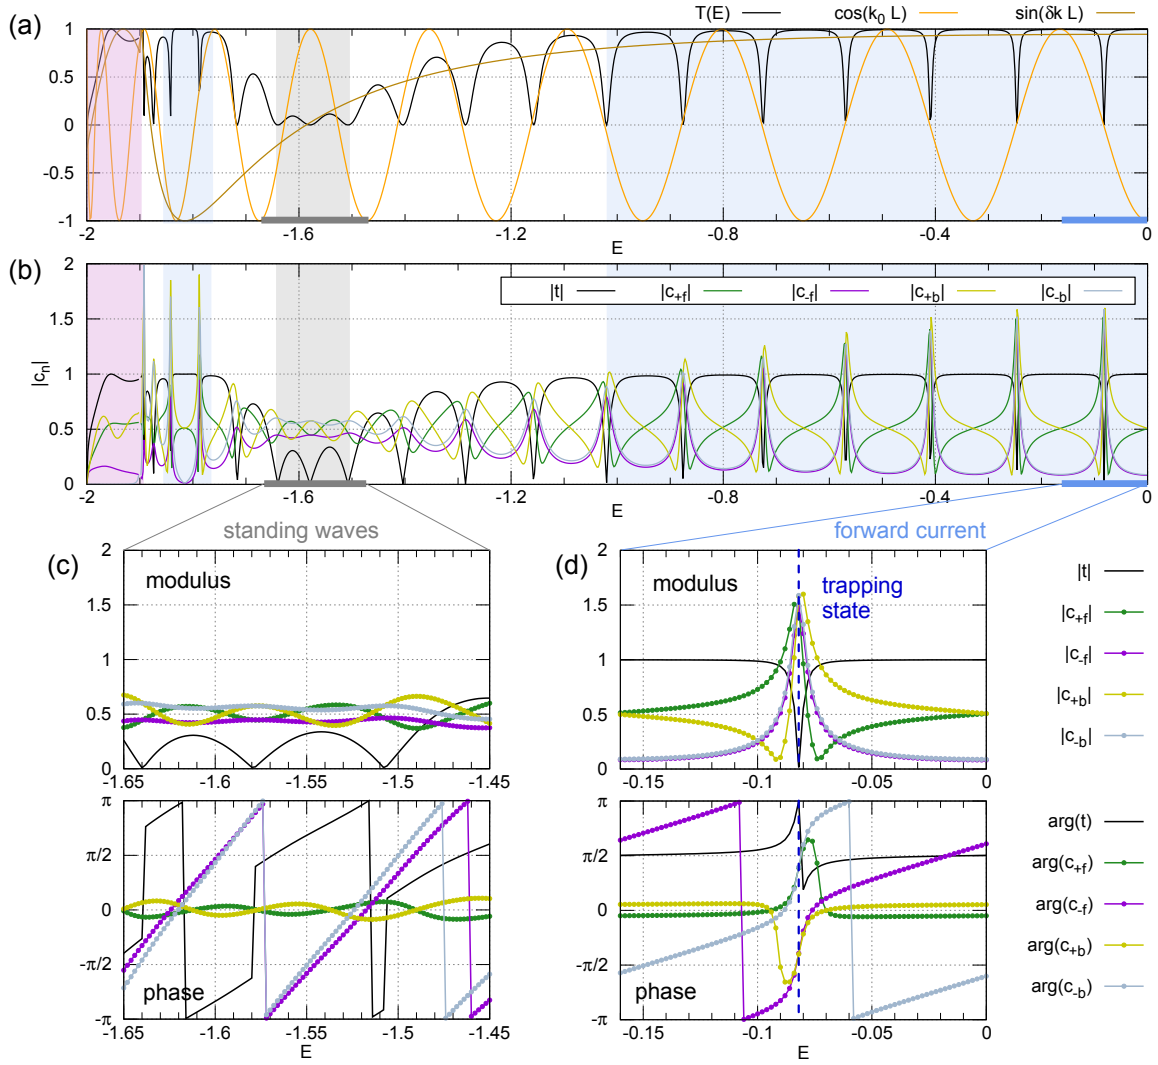 (a)
T(E) cos(k0 L) sin(δk L)
1
0.5
0
-0.5
-1
-2 -1.6 -1.2 -0.8 -0.4 0
E
(b)
|t| |c+f| |c-f| |c+b| |c-b|
2
1.5
1
0.5
0
|cn|
-2 -1.6 -1.2 -0.8 -0.4 0
E
standing waves
forward current
(c)
modulus
2
1.5
1
0.5
0
-1.65 -1.6 -1.55 -1.5 -1.45
π
π/2
0
-π/2
-π
phase
-1.65 -1.6 -1.55 -1.5 -1.45
E
(d)
modulus
trapping
state
2
1.5
1
0.5
0
-0.15 -0.1 -0.05 0
π
π/2
0
-π/2
-π
phase
-0.15 -0.1 -0.05 0
E
|t|
|c+f|
|c-f|
|c+b|
|c-b|
arg(t)
arg(c+f)
arg(c-f)
arg(c+b)
arg(c-b)